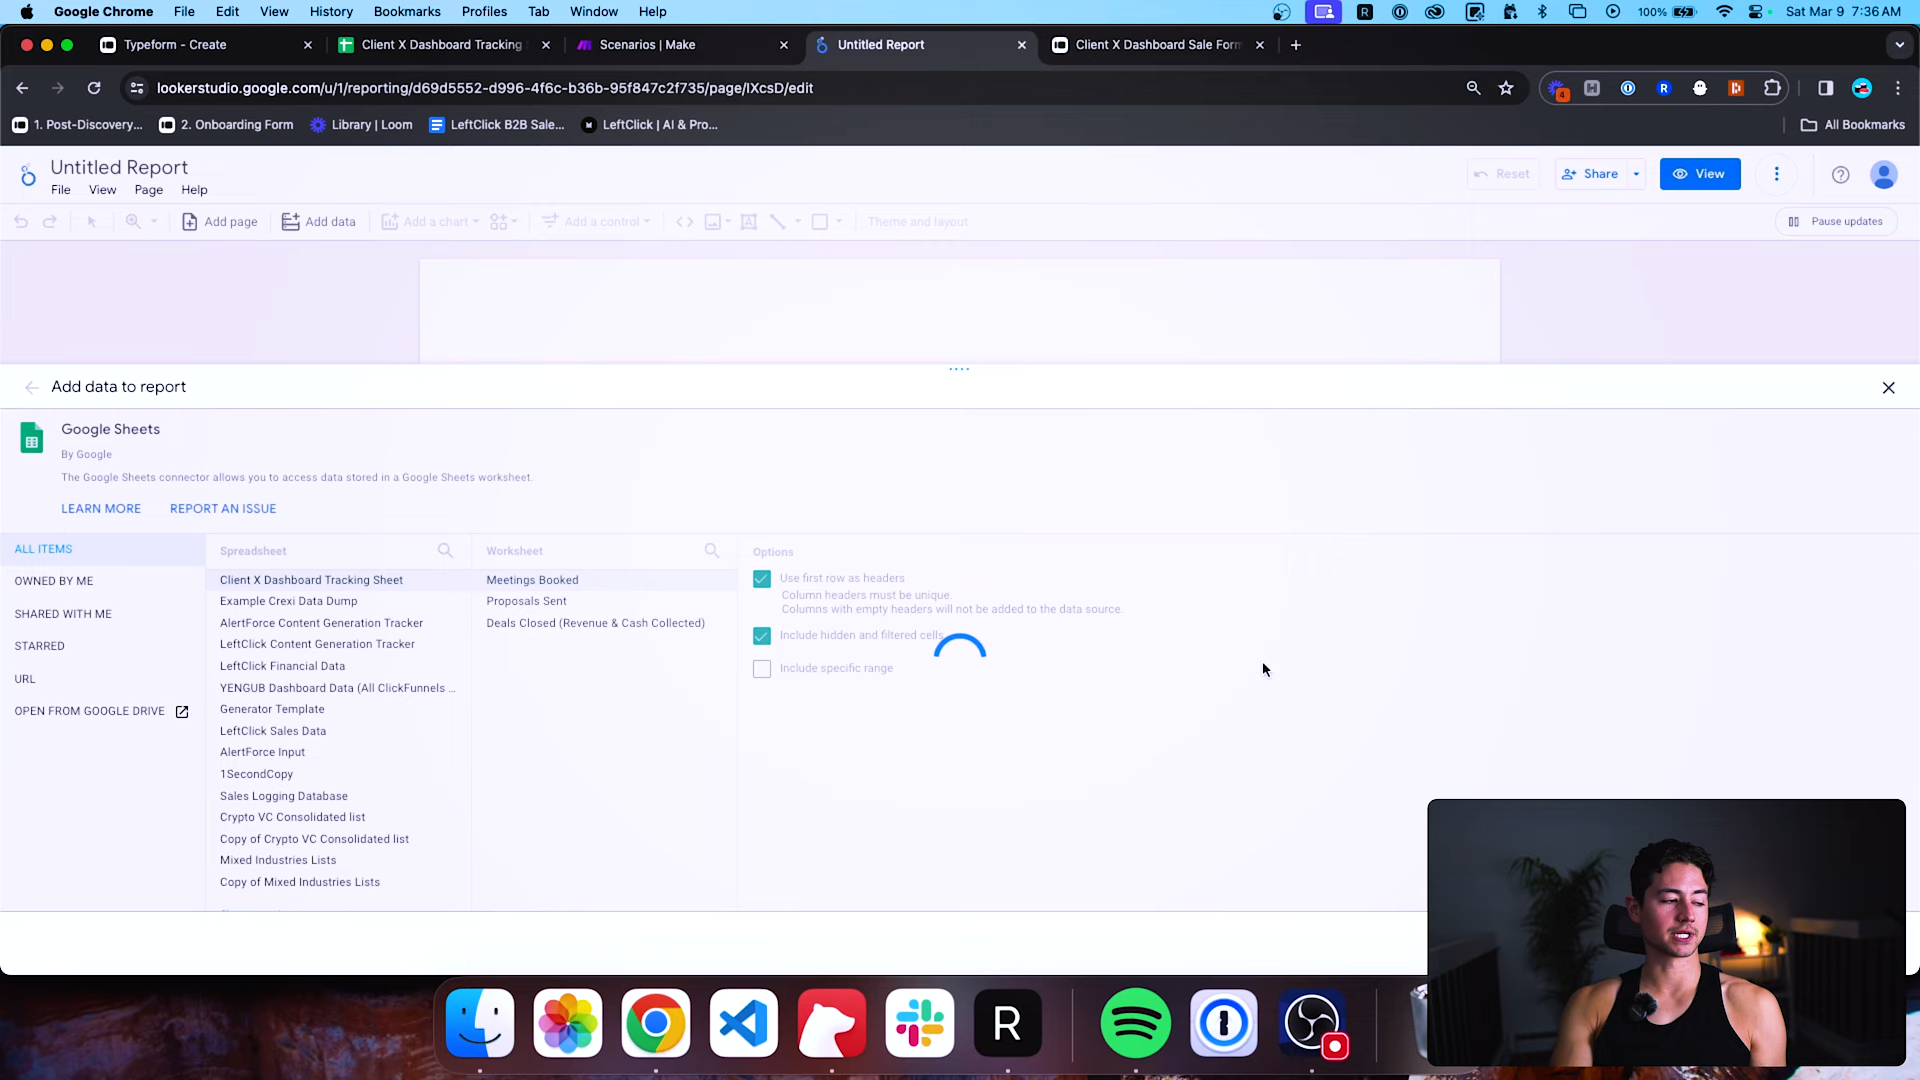 Google Chrome File Edit View History Bookmarks Profiles Tab Window Help
100% Sat Mar 9 7:36 AM
Typeform - Create
Client X Dashboard Tracking
Scenarios | Make
Untitled Report
Client X Dashboard Sale Form
lookerstudio.google.com/u/1/reporting/d69d5552-d996-4f6c-b36b-95f847c2f735/page/IXcsD/edit
4
1. Post-Discovery...
2. Onboarding Form
Library | Loom
LeftClick B2B Sale...
LeftClick | AI & Pro...
All Bookmarks
Untitled Report
File View Page Help
Reset
Share
View
Add page
Add data
Add a chart
Add a control
Theme and layout
Pause updates
Add data to report
Google Sheets
By Google
The Google Sheets connector allows you to access data stored in a Google Sheets worksheet.
LEARN MORE
REPORT AN ISSUE
ALL ITEMS
OWNED BY ME
SHARED WITH ME
STARRED
URL
OPEN FROM GOOGLE DRIVE
Spreadsheet
Client X Dashboard Tracking Sheet
Example Crexi Data Dump
AlertForce Content Generation Tracker
LeftClick Content Generation Tracker
LeftClick Financial Data
YENGUB Dashboard Data (All ClickFunnels ...
Generator Template
LeftClick Sales Data
AlertForce Input
1SecondCopy
Sales Logging Database
Crypto VC Consolidated list
Copy of Crypto VC Consolidated list
Mixed Industries Lists
Copy of Mixed Industries Lists
Worksheet
Meetings Booked
Proposals Sent
Deals Closed (Revenue & Cash Collected)
Options
Use first row as headers
Column headers must be unique.
Columns with empty headers will not be added to the data source.
Include hidden and filtered cells
Include specific range
R